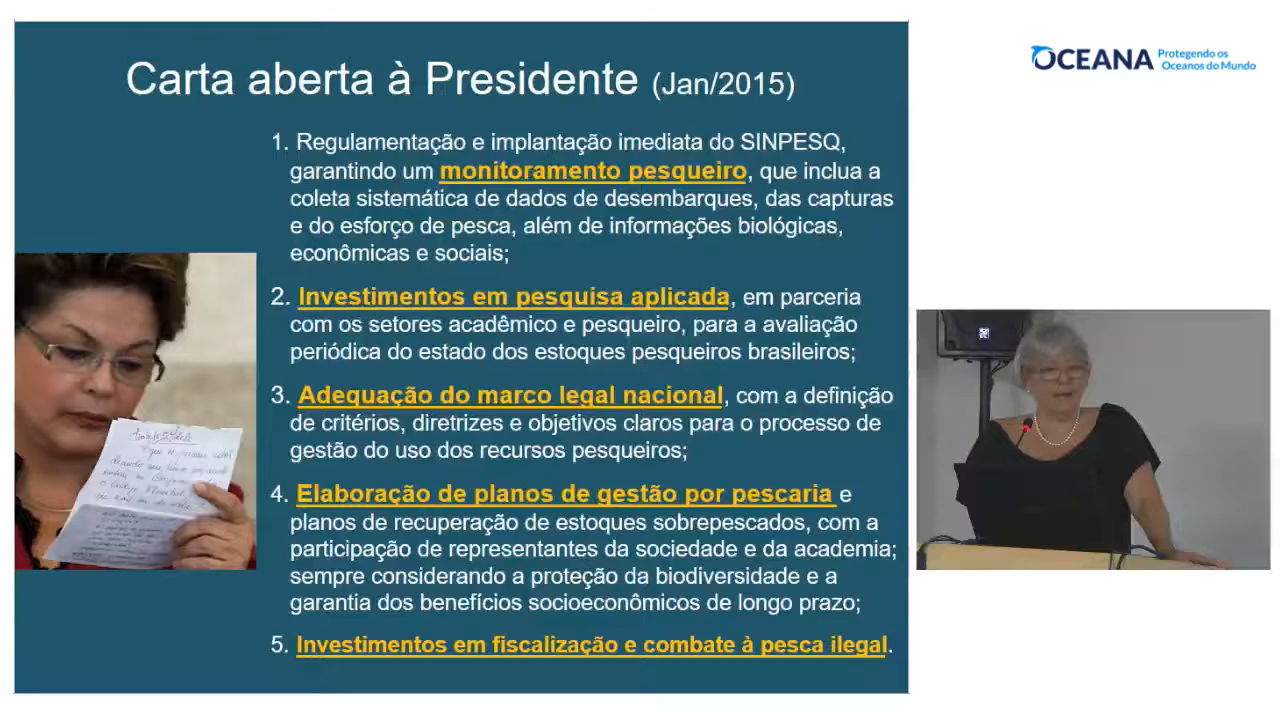 Carta aberta à Presidente (Jan/2015)
1. Regulamentação e implantação imediata do SINPESQ,
garantindo um monitoramento pesqueiro, que inclua a
coleta sistemática de dados de desembarques, das capturas
e do esforço de pesca, além de informações biológicas,
econômicas e sociais;
2. Investimentos em pesquisa aplicada, em parceria
com os setores acadêmico e pesqueiro, para a avaliação
periódica do estado dos estoques pesqueiros brasileiros;
3. Adequação do marco legal nacional, com a definição
de critérios, diretrizes e objetivos claros para o processo de
gestão do uso dos recursos pesqueiros;
4. Elaboração de planos de gestão por pescaria e
planos de recuperação de estoques sobrepescados, com a
participação de representantes da sociedade e da academia;
sempre considerando a proteção da biodiversidade e a
garantia dos benefícios socioeconômicos de longo prazo;
5. Investimentos em fiscalização e combate à pesca ilegal.
OCEANA
Protegendo os
Oceanos do Mundo